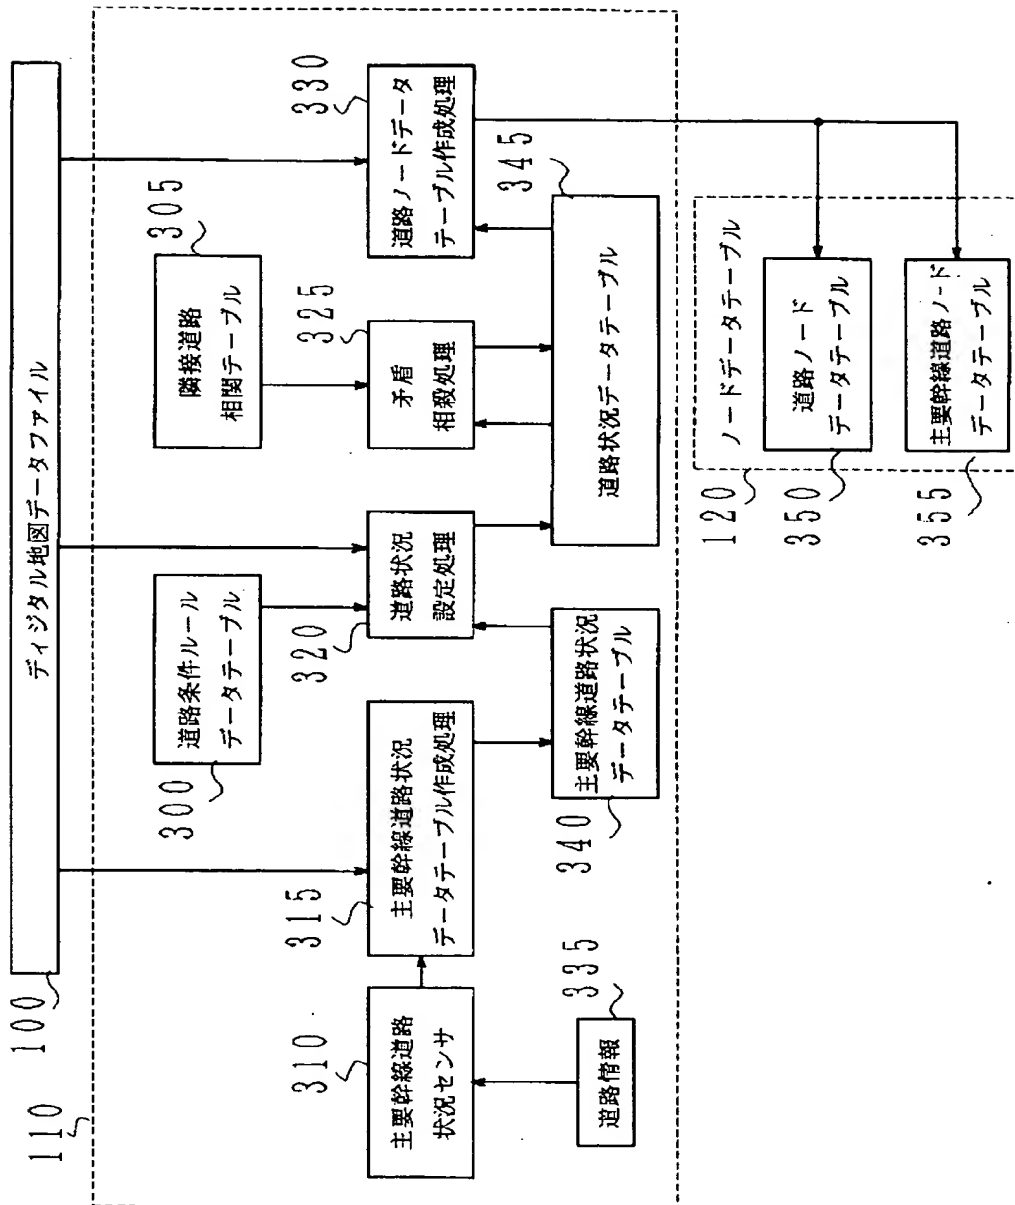 110
100
ディジタル地図データファイル
310
主要幹線道路
状況センサ
335
道路情報
315
主要幹線道路状況
データテーブル作成処理
300
道路条件ルール
データテーブル
340
主要幹線道路状況
データテーブル
320
道路状況
設定処理
305
隣接道路
相関テーブル
325
矛盾
相殺処理
330
道路ノードデータ
テーブル作成処理
345
道路状況データテーブル
120
ノードデータテーブル
350
道路ノード
データテーブル
355
主要幹線道路ノード
データテーブル